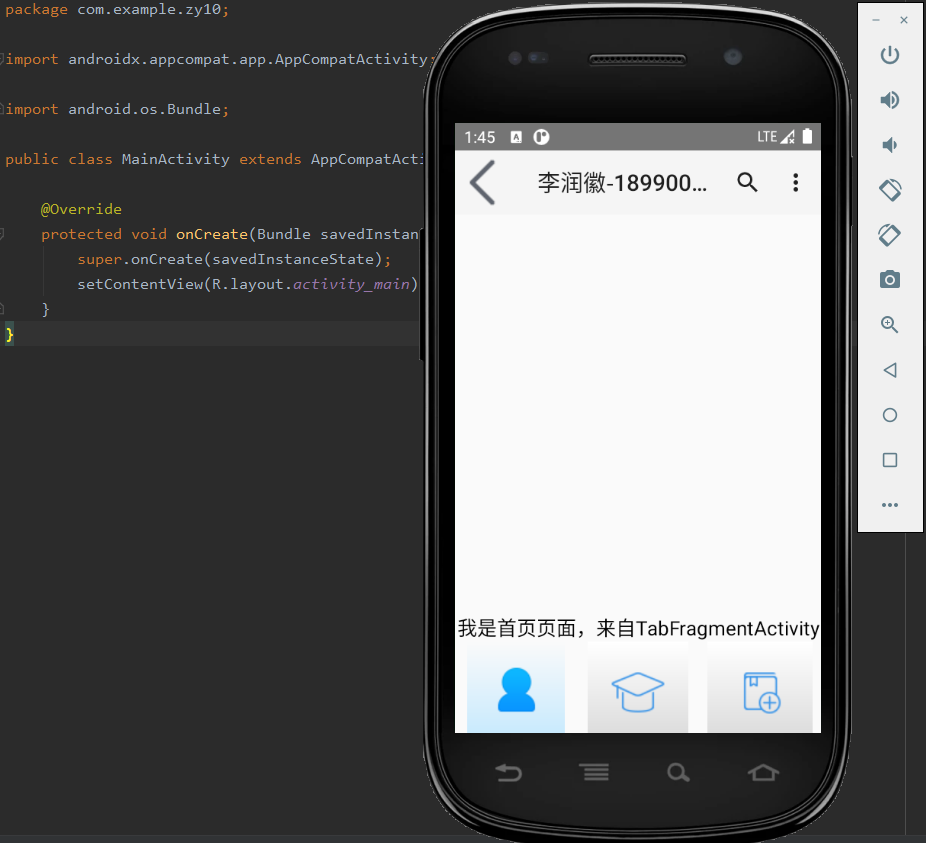 package com.example.zy10;
import androidx.appcompat.app.AppCompatActivity;
import android.os.Bundle;
public class MainActivity extends AppCompatActi
@Override
protected void onCreate(Bundle savedInstan
super.onCreate(savedInstanceState);
setContentView(R.layout.activity_main)
}
}
1:45 LTE
李润徽-189900...
我是首页页面，来自TabFragmentActivity